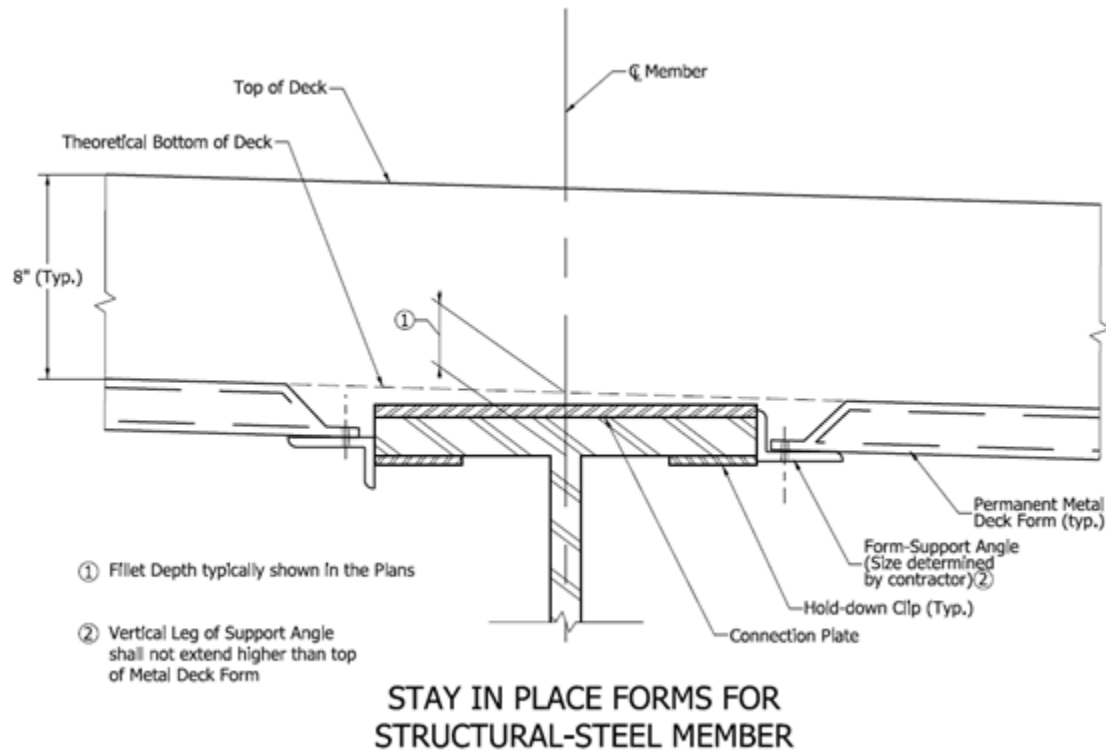 ℄ Member
Top of Deck
Theoretical Bottom of Deck
8" (Typ.)
①
Permanent Metal
Deck Form (typ.)
Form-Support Angle
(Size determined
by contractor)②
Hold-down Clip (Typ.)
Connection Plate
① Fillet Depth typically shown in the Plans
② Vertical Leg of Support Angle
shall not extend higher than top
of Metal Deck Form
STAY IN PLACE FORMS FOR
STRUCTURAL-STEEL MEMBER